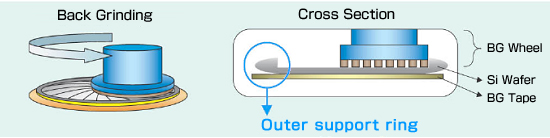 Back Grinding
Cross Section
BG Wheel
Si Wafer
BG Tape
Outer support ring